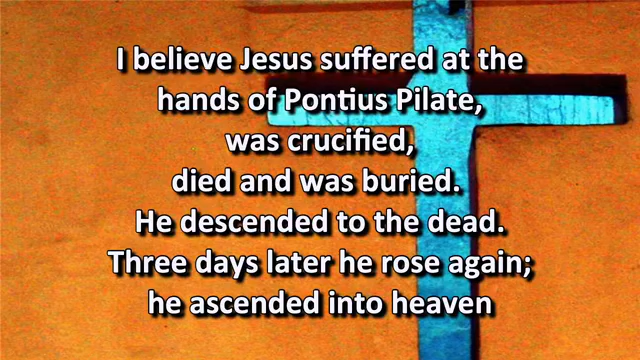 I believe Jesus suffered at the
hands of Pontius Pilate,
was crucified,
died and was buried.
He descended to the dead.
Three days later he rose again;
he ascended into heaven